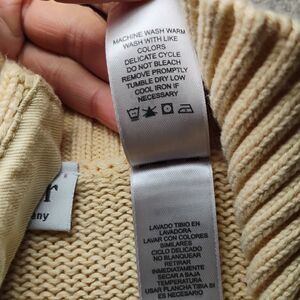 MACHINE WASH WARM
WASH WITH LIKE
COLORS
DELICATE CYCLE
DO NOT BLEACH
REMOVE PROMPTLY
TUMBLE DRY LOW
COOL IRON IF
NECESSARY
r
any
LAVADO TIBIO EN
LAVADORA
LAVAR CON COLORES
SIMILARES
CICLO DELICADO
NO BLANQUEAR
RETIRAR
INMEDIATAMENTE
SECAR A BAJA
TEMPERATURA
USAR PLANCHA TIBIA SI
ES NECESARIO